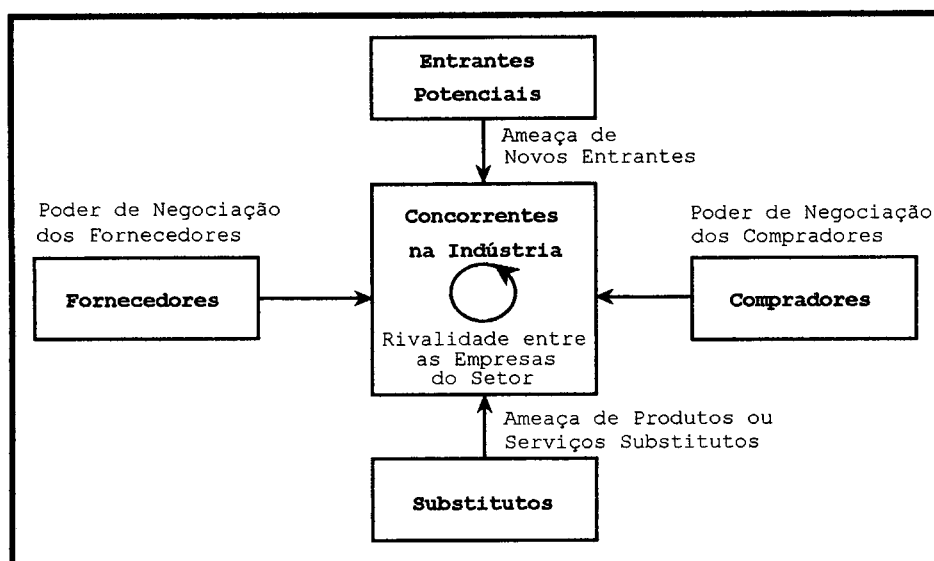 Entrantes
Potenciais
Ameaça de
Novos Entrantes
Poder de Negociação
dos Fornecedores
Fornecedores
Concorrentes
na Indústria
Rivalidade entre
as Empresas
do Setor
Poder de Negociação
dos Compradores
Compradores
Ameaça de Produtos ou
Serviços Substitutos
Substitutos